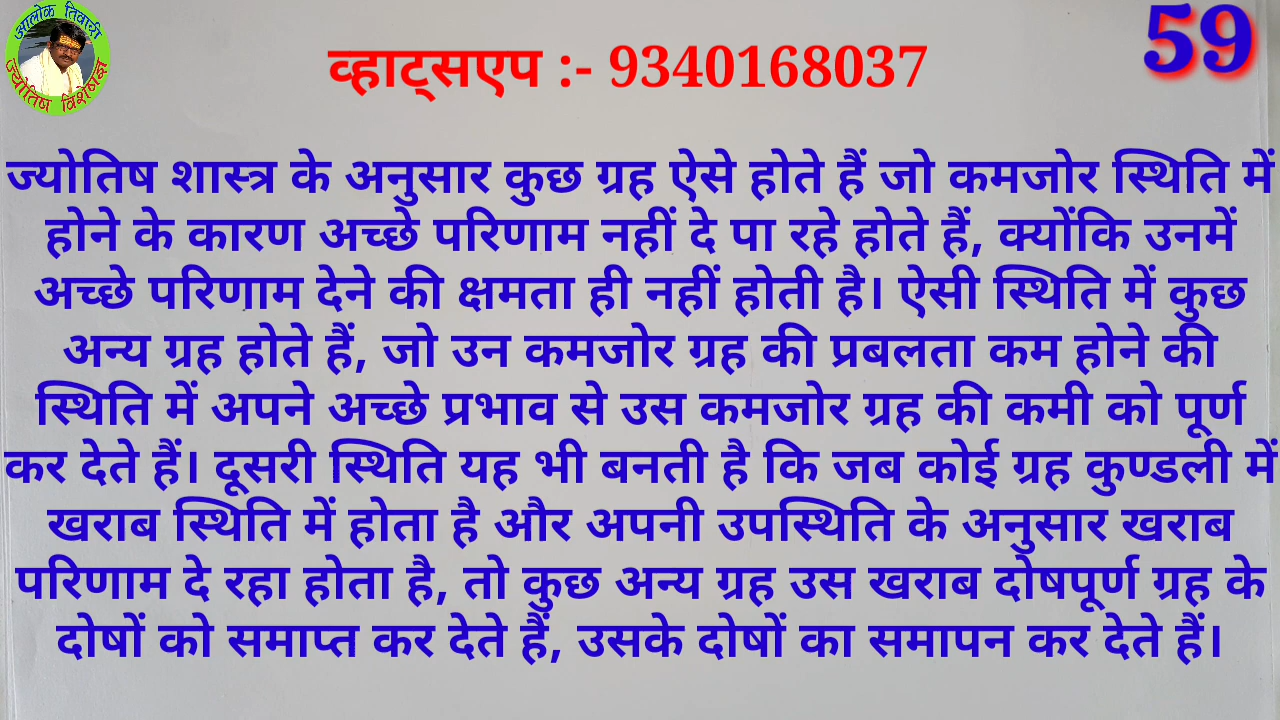 आलोक तिवारी
ज्योतिष विशेषज्ञ
व्हाट्सएप :- 9340168037
59
ज्योतिष शास्त्र के अनुसार कुछ ग्रह ऐसे होते हैं जो कमजोर स्थिति में
होने के कारण अच्छे परिणाम नहीं दे पा रहे होते हैं, क्योंकि उनमें
अच्छे परिणाम देने की क्षमता ही नहीं होती है। ऐसी स्थिति में कुछ
अन्य ग्रह होते हैं, जो उन कमजोर ग्रह की प्रबलता कम होने की
स्थिति में अपने अच्छे प्रभाव से उस कमजोर ग्रह की कमी को पूर्ण
कर देते हैं। दूसरी स्थिति यह भी बनती है कि जब कोई ग्रह कुण्डली में
खराब स्थिति में होता है और अपनी उपस्थिति के अनुसार खराब
परिणाम दे रहा होता है, तो कुछ अन्य ग्रह उस खराब दोषपूर्ण ग्रह के
दोषों को समाप्त कर देते हैं, उसके दोषों का समापन कर देते हैं।